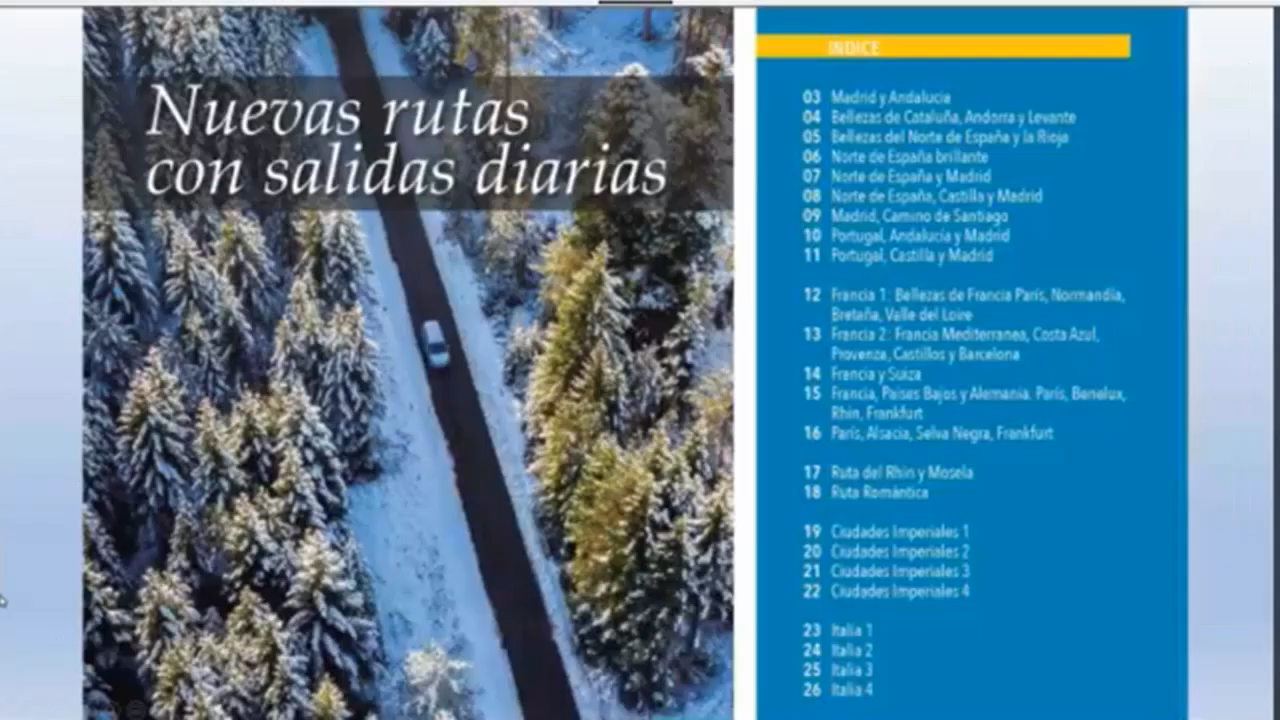 Nuevas rutas
con salidas diarias
INDICE
03 Madrid y Andalucia
04 Bellezas de Cataluña, Andorra y Levante
05 Bellezas del Norte de España y la Rioja
06 Norte de España brillante
07 Norte de España y Madrid
08 Norte de España, Castilla y Madrid
09 Madrid, Camino de Santiago
10 Portugal, Andalucia y Madrid
11 Portugal, Castilla y Madrid
12 Francia 1: Bellezas de Francia París, Normandía,
Bretaña, Valle del Loire
13 Francia 2: Francia Mediterranea, Costa Azul,
Provenza, Castillos y Barcelona
14 Francia y Suiza
15 Francia, Paises Bajos y Alemania. París, Benelux,
Rhin, Frankfurt
16 París, Alsacia, Selva Negra, Frankfurt
17 Ruta del Rhin y Mosela
18 Ruta Romántica
19 Ciudades Imperiales 1
20 Ciudades Imperiales 2
21 Ciudades Imperiales 3
22 Ciudades Imperiales 4
23 Italia 1
24 Italia 2
25 Italia 3
26 Italia 4